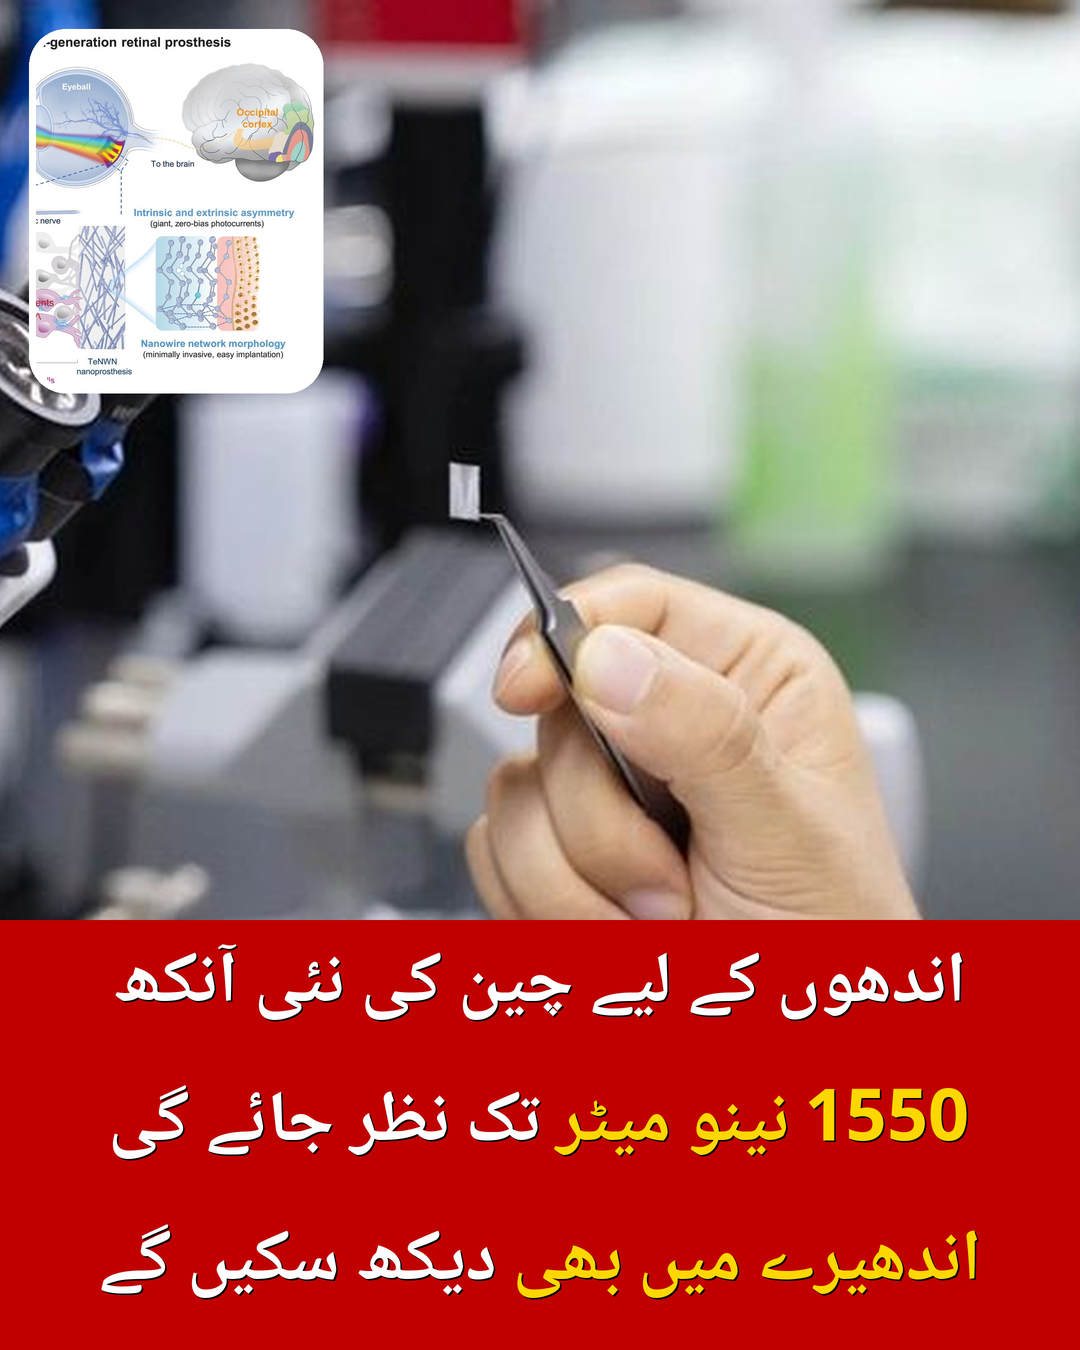 -generation retinal prosthesis
Eyeball
Occipital
cortex
To the brain
nerve
Intrinsic and extrinsic asymmetry
(giant, zero-bias photocurrents)
Nanowire network morphology
(minimally invasive, easy implantation)
TeNWN
nanoprosthesis
اندھوں کے لیے چین کی نئی آنکھ
1550 نینو میٹر تک نظر جائے گی
اندھیرے میں بھی دیکھ سکیں گے